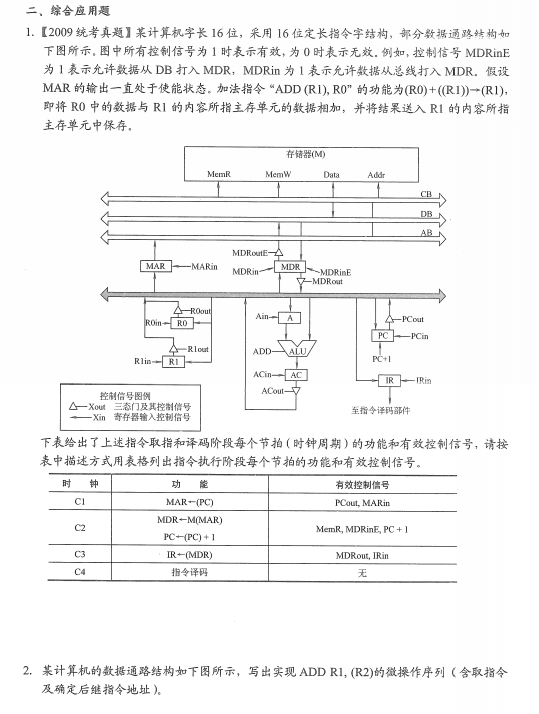 二、综合应用题
1.【2009 统考真题】某计算机字长 16 位，采用 16 位定长指令字结构，部分数据通路结构如
下图所示。图中所有控制信号为 1 时表示有效，为 0 时表示无效。例如，控制信号 MDRinE
为 1 表示允许数据从 DB 打入 MDR，MDRin 为 1 表示允许数据从总线打入 MDR。假设
MAR 的输出一直处于使能状态。加法指令“ADD (R1), R0”的功能为(R0)+((R1))→(R1)，
即将 R0 中的数据与 R1 的内容所指主存单元的数据相加，并将结果送入 R1 的内容所指
主存单元中保存。
存储器(M)
MemR MemW Data Addr
CB
DB
AB
MDRoutE
MAR MARin MDRin MDR MDRinE
MDRout
R0out
R0in R0
R1out
R1in R1
Ain A
ADD ALU
ACin AC
ACout
PCout
PC PCin
PC+1
IR IRin
至指令译码部件
控制信号图例
Xout 三态门及其控制信号
Xin 寄存器输入控制信号
下表给出了上述指令取指和译码阶段每个节拍（时钟周期）的功能和有效控制信号，请按
表中描述方式用表格列出指令执行阶段每个节拍的功能和有效控制信号。
时 钟 功 能 有效控制信号
C1 MAR←(PC) PCout, MARin
C2 MDR←M(MAR) PC←(PC) + 1 MemR, MDRinE, PC + 1
C3 IR←(MDR) MDRout, IRin
C4 指令译码 无
2. 某计算机的数据通路结构如下图所示，写出实现 ADD R1, (R2)的微操作序列（含取指令
及确定后继指令地址）。